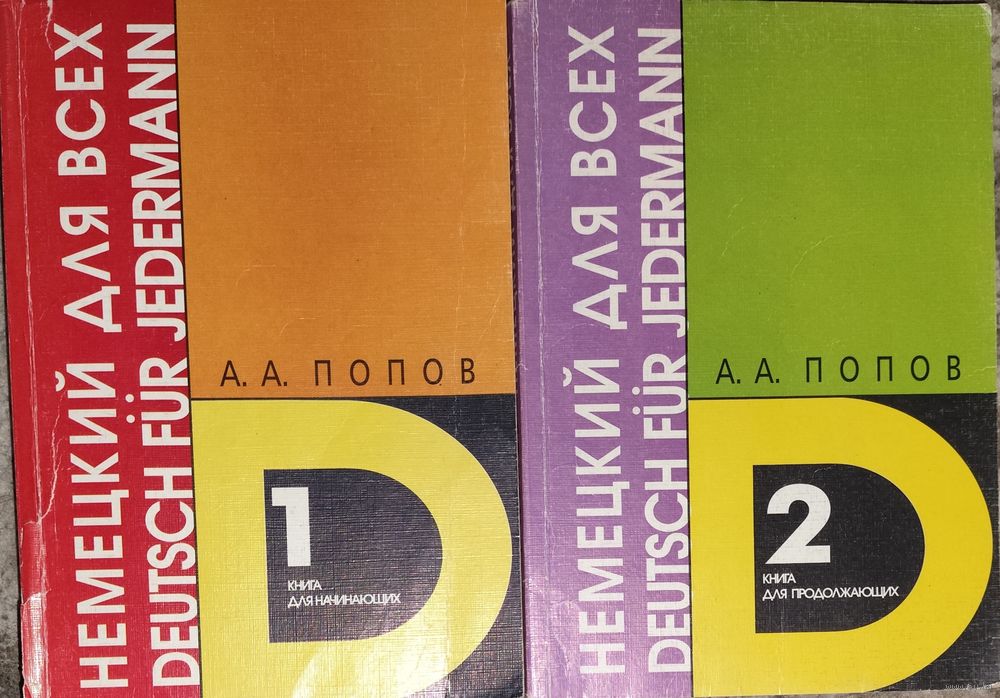 НЕМЕЦКИЙ ДЛЯ ВСЕХ
DEUTSCH FÜR JEDERMANN
А. А. ПОПОВ
1
КНИГА
ДЛЯ НАЧИНАЮЩИХ
НЕМЕЦКИЙ ДЛЯ ВСЕХ
DEUTSCH FÜR JEDERMANN
А. А. ПОПОВ
2
КНИГА
ДЛЯ ПРОДОЛЖАЮЩИХ